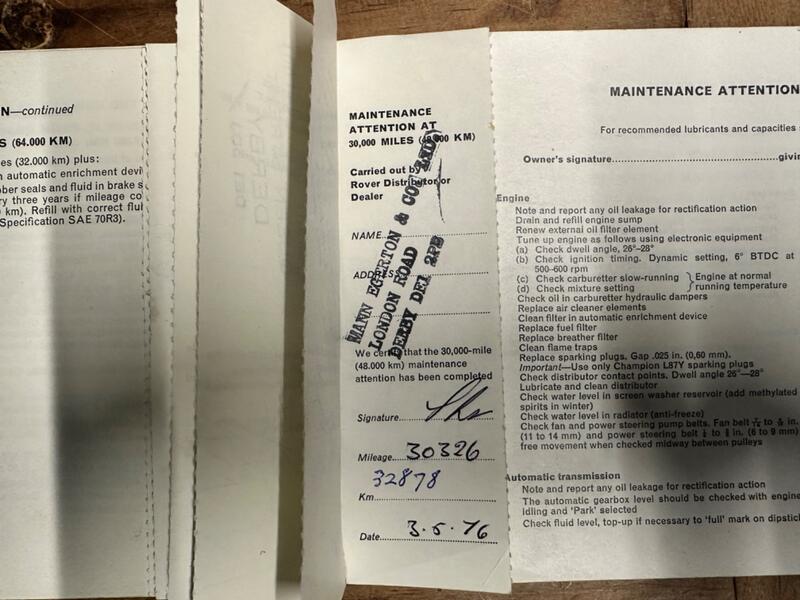 N—continued
S (64.000 KM)
es (32.000 km) plus:
n automatic enrichment devi
ber seals and fluid in brake s
ry three years if mileage co
km). Refill with correct flui
Specification SAE 70R3).
MAINTENANCE
ATTENTION AT
30,000 MILES (48.000 KM)
Carried out by
Rover Distributor or
Dealer
NAME
ADDRESS
MANN EGERTON & CO
LONDON ROAD
DERBY DE1 2PB
We certify that the 30,000-mile
(48.000 km) maintenance
attention has been completed
Signature
Mileage 30326
32878
Km
Date 3.5.76
MAINTENANCE ATTENTION
For recommended lubricants and capacities
Owner's signature givin
Engine
Note and report any oil leakage for rectification action
Drain and refill engine sump
Renew external oil filter element
Tune up engine as follows using electronic equipment
(a) Check dwell angle, 26°–28°
(b) Check ignition timing. Dynamic setting, 6° BTDC at
500–600 rpm
(c) Check carburetter slow-running } Engine at normal
(d) Check mixture setting } running temperature
Check oil in carburetter hydraulic dampers
Replace air cleaner elements
Clean filter in automatic enrichment device
Replace fuel filter
Replace breather filter
Clean flame traps
Replace sparking plugs. Gap .025 in. (0,60 mm).
Important—Use only Champion L87Y sparking plugs
Check distributor contact points. Dwell angle 26°–28°
Lubricate and clean distributor
Check water level in screen washer reservoir (add methylated
spirits in winter)
Check water level in radiator (anti-freeze)
Check fan and power steering pump belts. Fan belt to in.
(11 to 14 mm) and power steering belt to in. (6 to 9 mm)
free movement when checked midway between pulleys
Automatic transmission
Note and report any oil leakage for rectification action
The automatic gearbox level should be checked with engine
idling and 'Park' selected
Check fluid level, top-up if necessary to 'full' mark on dipstick